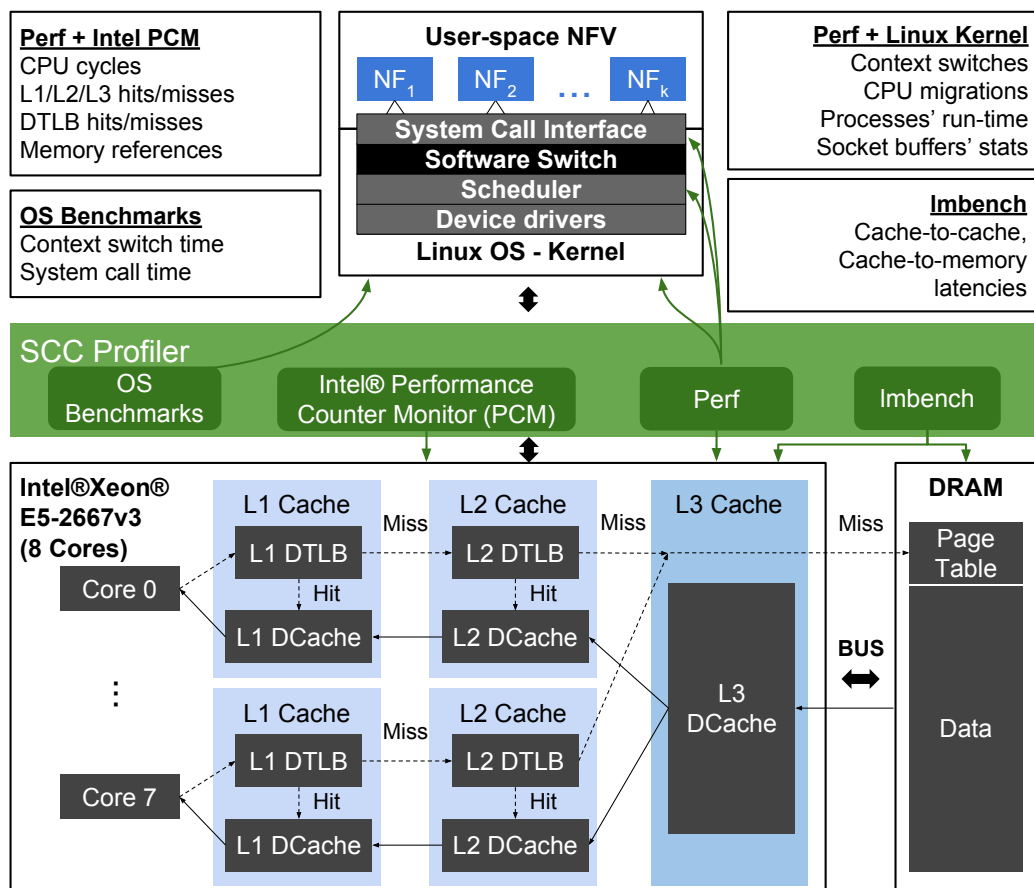 Perf + Intel PCM
CPU cycles
L1/L2/L3 hits/misses
DTLB hits/misses
Memory references
OS Benchmarks
Context switch time
System call time
User-space NFV
NF1
NF2
...
NFk
System Call Interface
Software Switch
Scheduler
Device drivers
Linux OS - Kernel
Perf + Linux Kernel
Context switches
CPU migrations
Processes' run-time
Socket buffers' stats
lmbench
Cache-to-cache,
Cache-to-memory
latencies
SCC Profiler
OS
Benchmarks
Intel® Performance
Counter Monitor (PCM)
Perf
lmbench
Intel®Xeon®
E5-2667v3
(8 Cores)
L1 Cache
Miss
L2 Cache
Miss
L3 Cache
Miss
DRAM
L1 DTLB
L2 DTLB
Page
Table
Core 0
Hit
Hit
L1 DCache
L2 DCache
BUS
...
L3
DCache
Data
L1 Cache
Miss
L2 Cache
L1 DTLB
L2 DTLB
Core 7
Hit
Hit
L1 DCache
L2 DCache